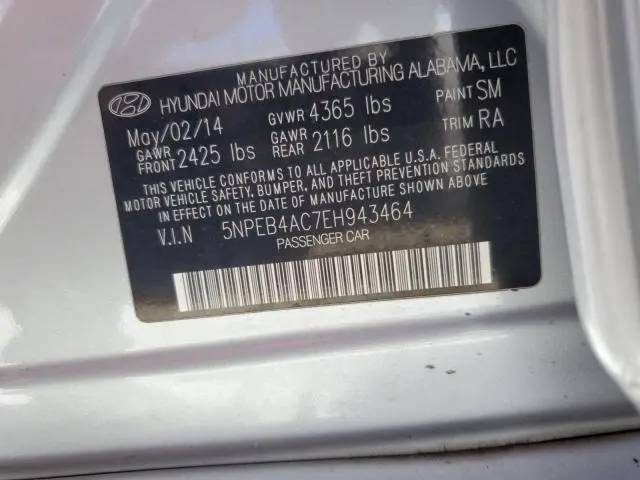 MANUFACTURED BY
HYUNDAI MOTOR MANUFACTURING ALABAMA, LLC
May/02/14 GVWR 4365 lbs PAINT SM
GAWR FRONT 2425 lbs GAWR REAR 2116 lbs TRIM RA
THIS VEHICLE CONFORMS TO ALL APPLICABLE U.S.A. FEDERAL
MOTOR VEHICLE SAFETY, BUMPER, AND THEFT PREVENTION STANDARDS
IN EFFECT ON THE DATE OF MANUFACTURE SHOWN ABOVE.
V.I.N 5NPEB4AC7EH943464
PASSENGER CAR